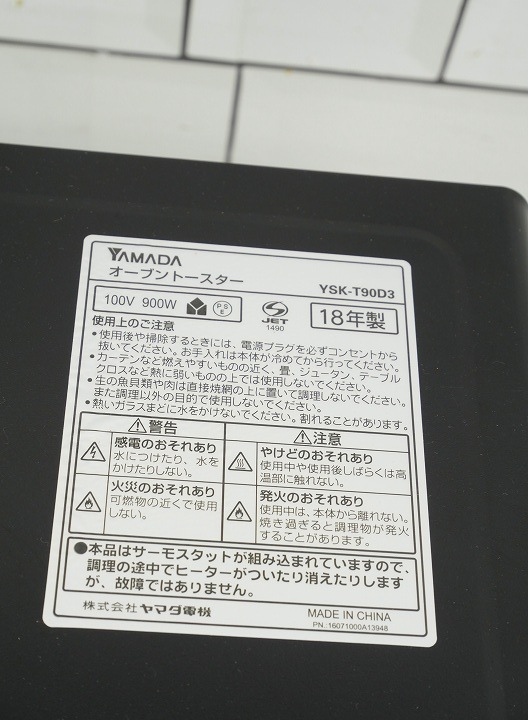 YAMADA
オーブントースター
YSK-T90D3
100V 900W
PS
E
JET
1490
18年製
使用上のご注意
•使用後や掃除するときには、電源プラグを必ずコンセントから
抜いてください。お手入れは本体が冷めてから行ってください。
•カーテンなど燃えやすいものの近く、畳、ジュータン、テーブル
クロスなど熱に弱いものの上では使用しないでください。
•生の魚貝類や肉は直接焼網の上に置いて調理しないでください。
また調理以外の目的で使用しないでください。
•熱いガラスまどに水をかけないでください。割れることがあります。
警告
感電のおそれあり
水につけたり、水を
かけたりしない。
火災のおそれあり
可燃物の近くで使用
しない。
注意
やけどのおそれあり
使用中や使用後しばらくは高
温部に触れない。
発火のおそれあり
使用中は、本体から離れない。
焼き過ぎると調理物が発火
することがあります。
●本品はサーモスタットが組み込まれていますので、
調理の途中でヒーターがついたり消えたりします
が、故障ではありません。
株式会社ヤマダ電機
MADE IN CHINA
PN.:16071000A13948